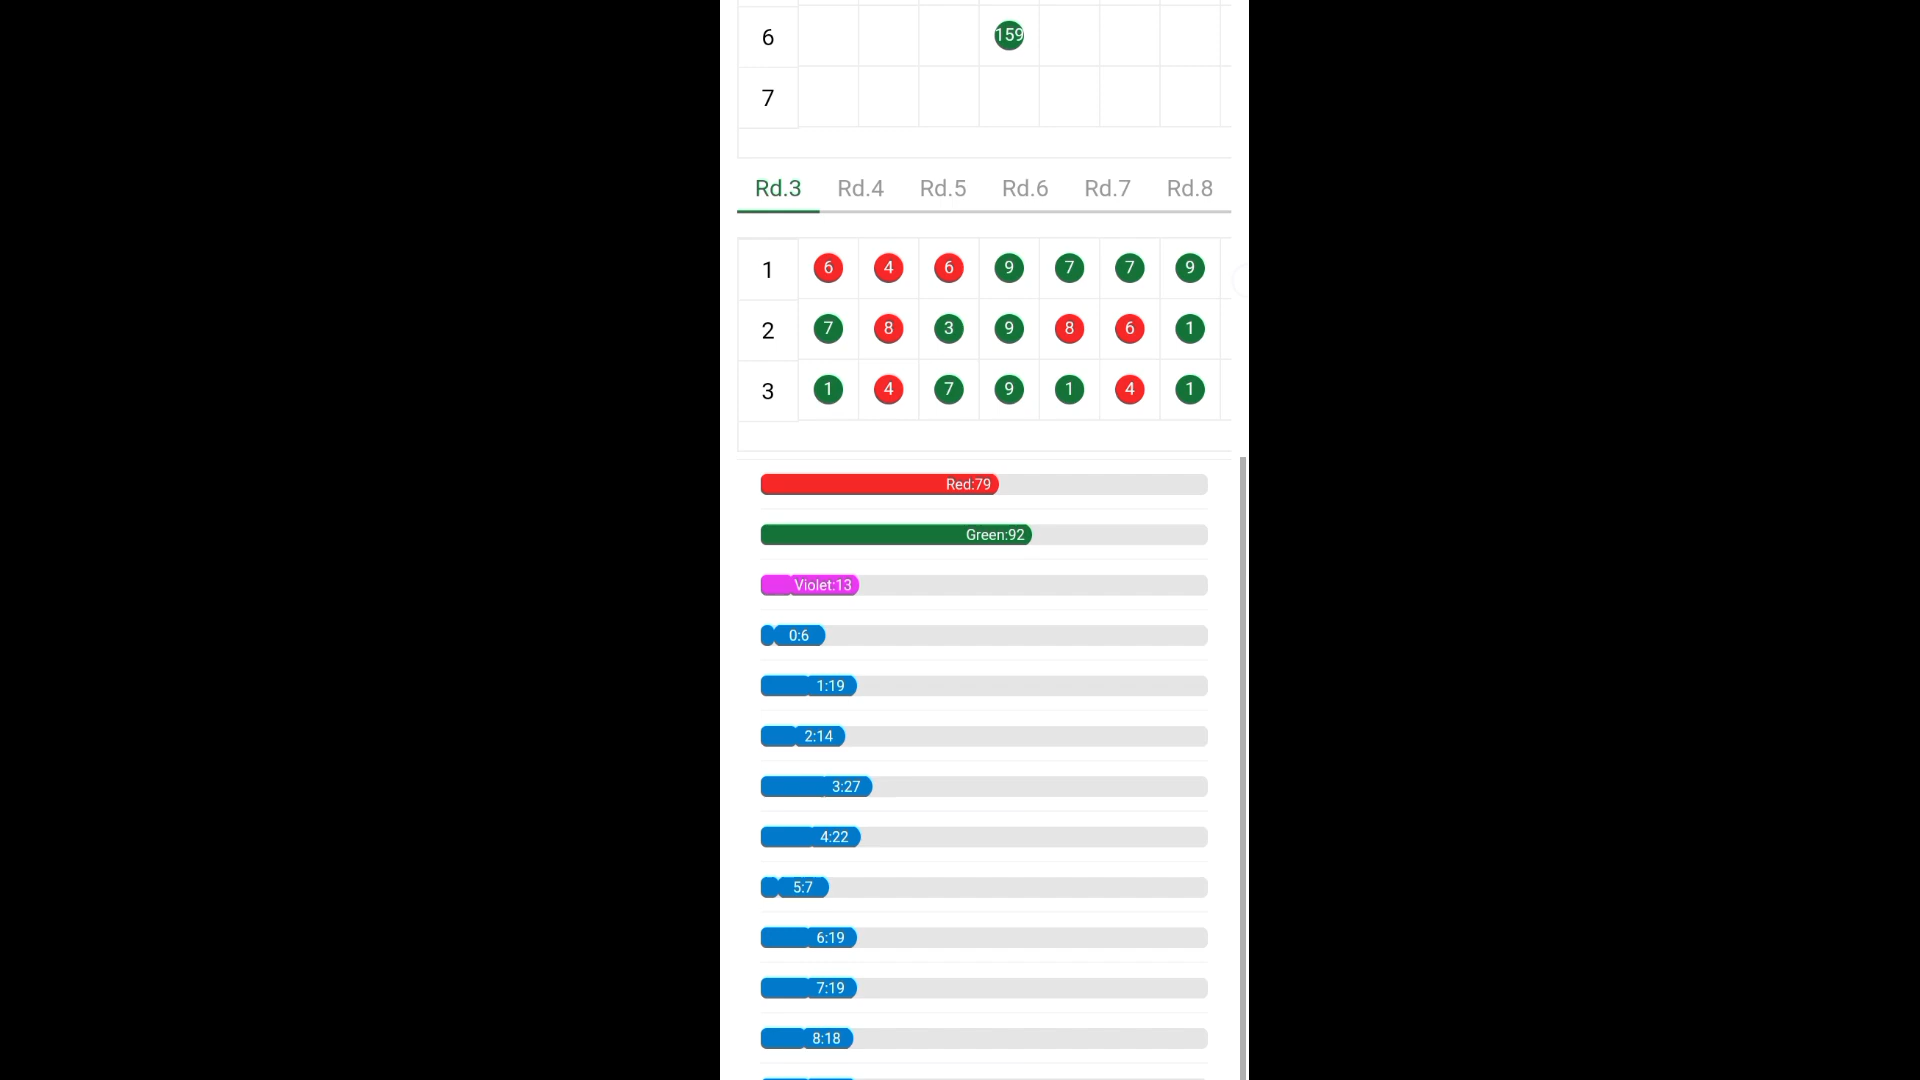 6 159
7
Rd.3 Rd.4 Rd.5 Rd.6 Rd.7 Rd.8
1 6 4 6 9 7 7 9
2 7 8 3 9 8 6 1
3 1 4 7 9 1 4 1
Red:79
Green:92
Violet:13
0:6
1:19
2:14
3:27
4:22
5:7
6:19
7:19
8:18